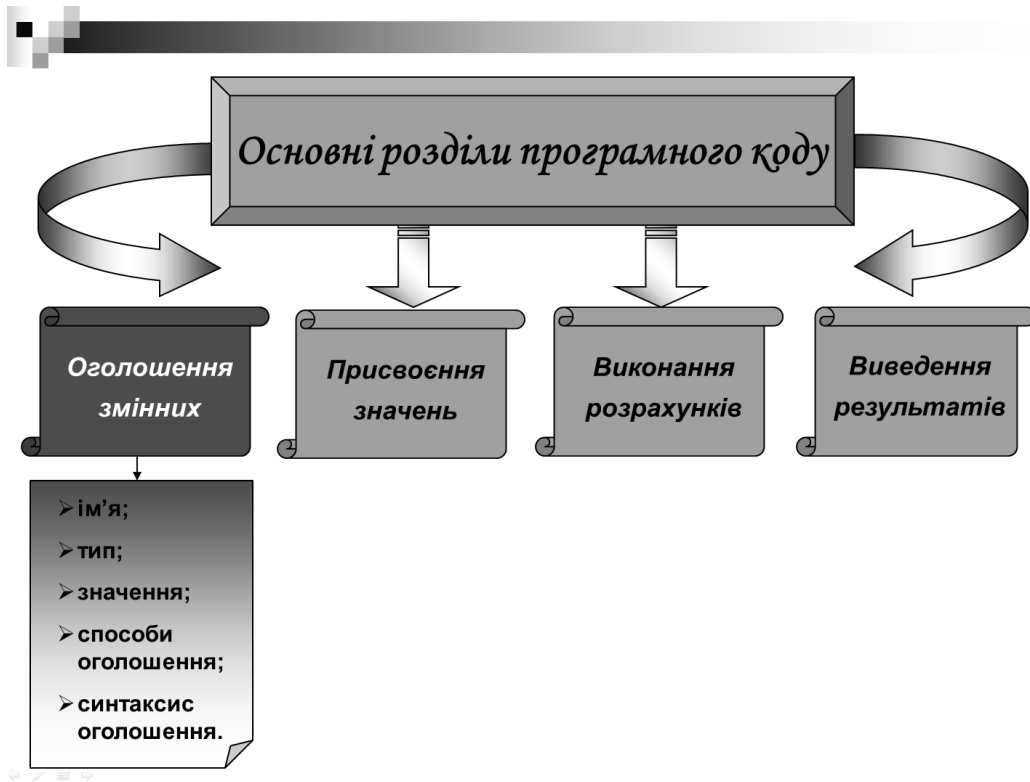 Основні розділи програмного коду
Оголошення
змінних
Присвоєння
значень
Виконання
розрахунків
Виведення
результатів
ім’я;
тип;
значення;
способи
оголошення;
синтаксис
оголошення.